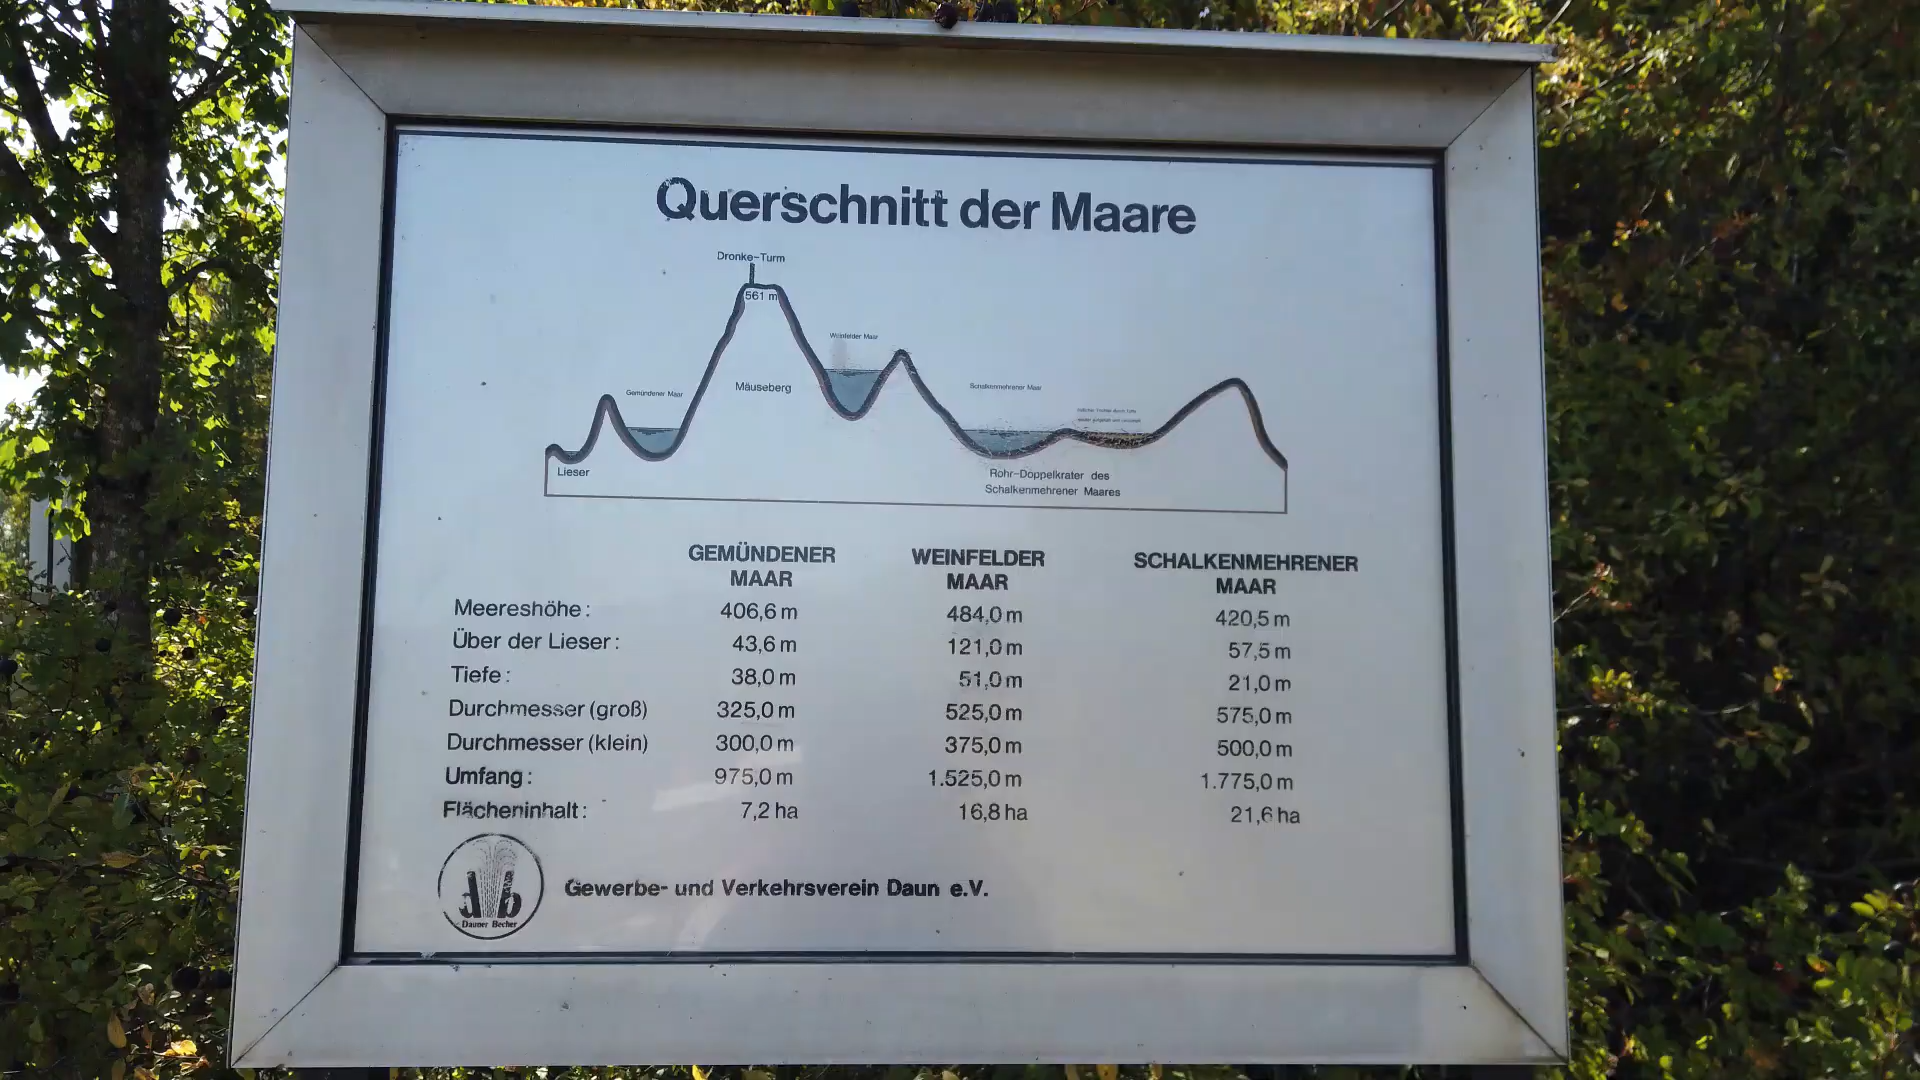 Querschnitt der Maare
Dronke-Turm
561 m
Weinfelder Maar
Gemündener Maar
Mäuseberg
Schalkenmehrener Maar
Lieser
Rohr-Doppelkrater des
Schalkenmehrener Maares
GEMÜNDENER MAAR WEINFELDER MAAR SCHALKENMEHRENER MAAR
Meereshöhe: 406,6 m 484,0 m 420,5 m
Über der Lieser: 43,6 m 121,0 m 57,5 m
Tiefe: 38,0 m 51,0 m 21,0 m
Durchmesser (groß) 325,0 m 525,0 m 575,0 m
Durchmesser (klein) 300,0 m 375,0 m 500,0 m
Umfang: 975,0 m 1.525,0 m 1.775,0 m
Flächeninhalt: 7,2 ha 16,8 ha 21,6 ha
db
Dauner Becher
Gewerbe- und Verkehrsverein Daun e.V.